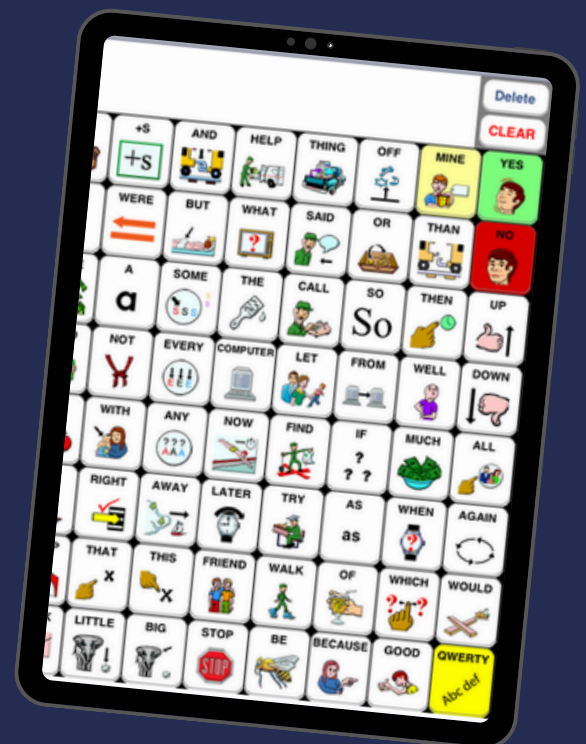 Delete
CLEAR
+S AND HELP THING OFF MINE YES
+s
WERE BUT WHAT SAID OR THAN NO
?
A SOME THE CALL SO THEN UP
a S S S So
NOT EVERY COMPUTER LET FROM WELL DOWN
E E E
WITH ANY NOW FIND IF MUCH ALL
? ? ? A A A ? ? ?
RIGHT AWAY LATER TRY AS WHEN AGAIN
as ?
THAT THIS FRIEND WALK OF WHICH WOULD
x x ? ?
LITTLE BIG STOP BE BECAUSE GOOD QWERTY
STOP Abc def